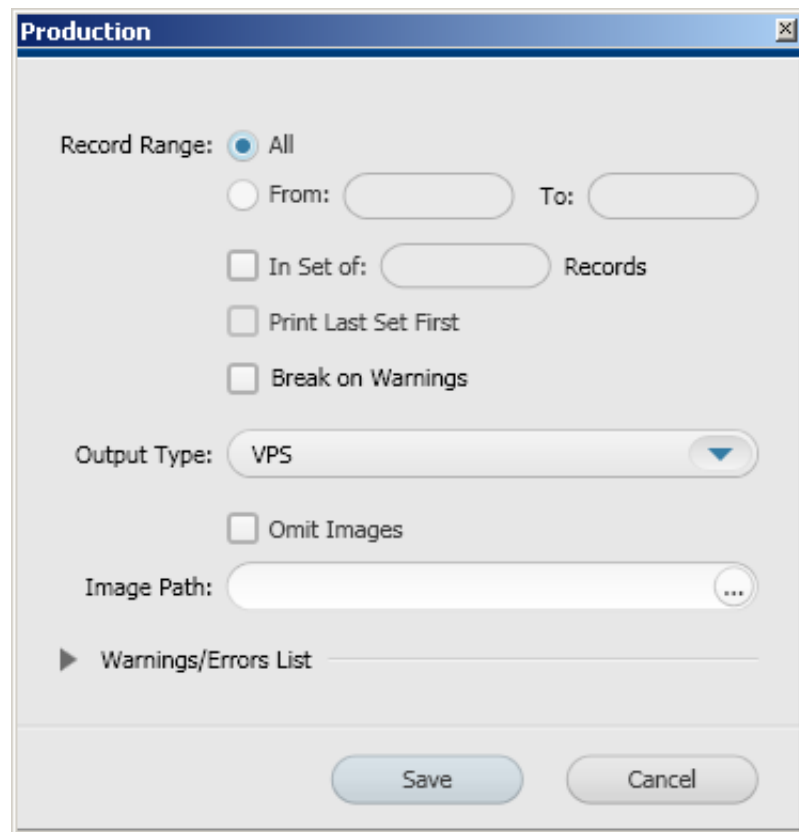 Production
Record Range: All
From: To:
In Set of: Records
Print Last Set First
Break on Warnings
Output Type: VPS
Omit Images
Image Path: ...
Warnings/Errors List
Save Cancel